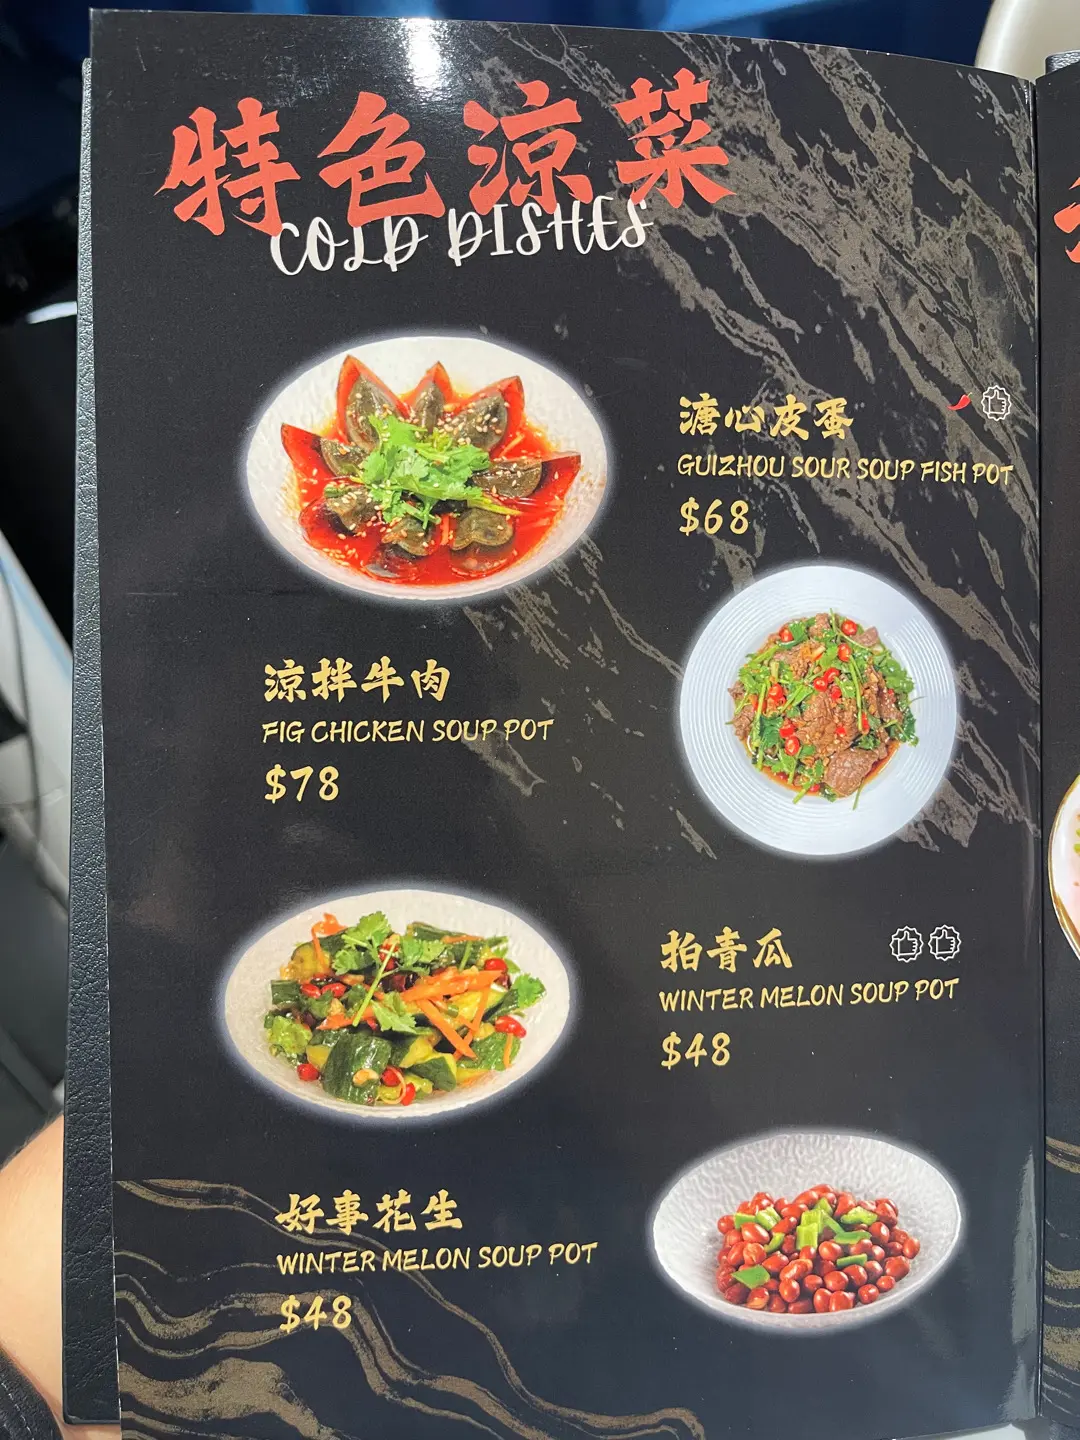 特色涼菜
COLD DISHES
溏心皮蛋
GUIZHOU SOUR SOUP FISH POT
$68
涼拌牛肉
FIG CHICKEN SOUP POT
$78
拍青瓜
WINTER MELON SOUP POT
$48
好事花生
WINTER MELON SOUP POT
$48